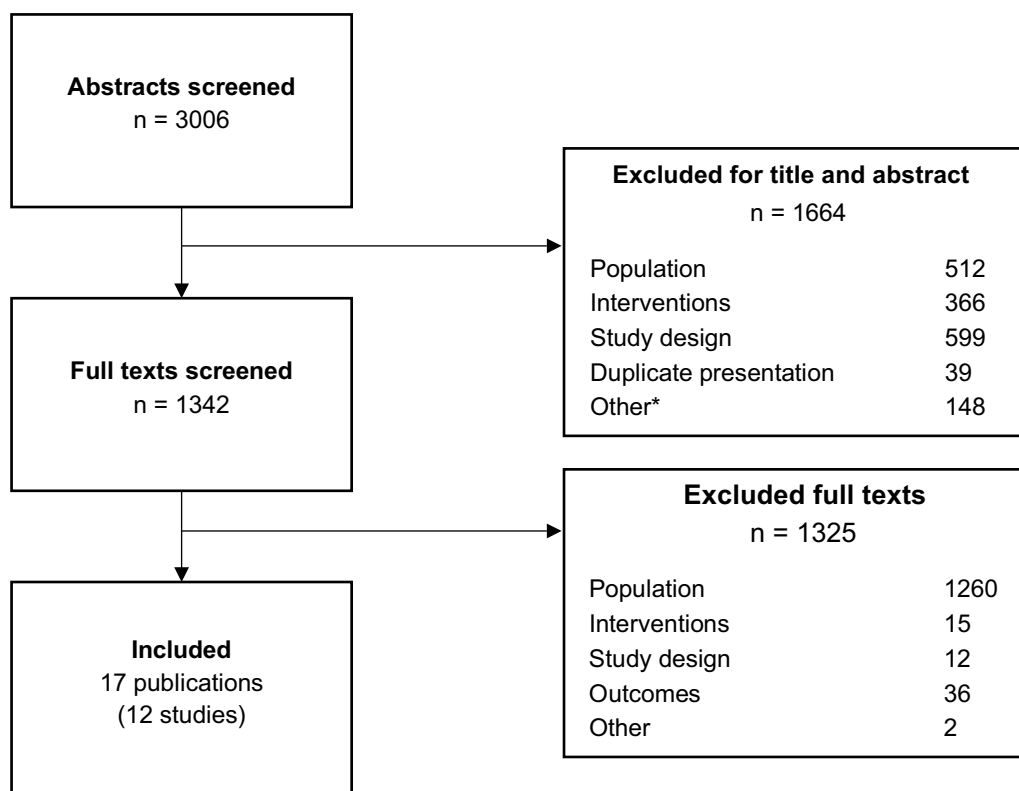 Abstracts screened
n = 3006
Excluded for title and abstract
n = 1664
Population 512
Interventions 366
Study design 599
Duplicate presentation 39
Other* 148
Full texts screened
n = 1342
Excluded full texts
n = 1325
Population 1260
Interventions 15
Study design 12
Outcomes 36
Other 2
Included
17 publications
(12 studies)